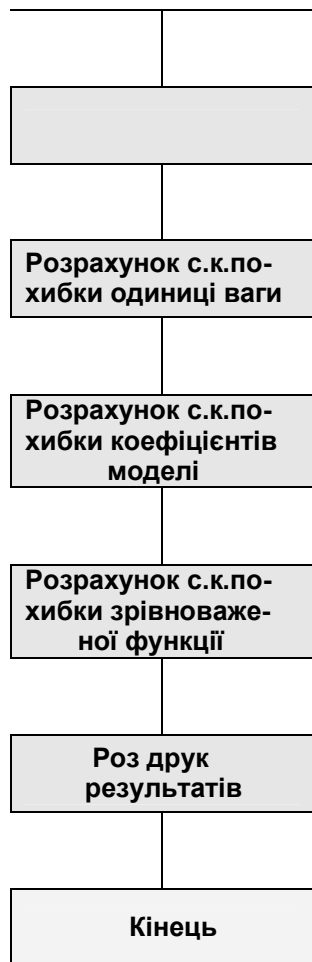 Розрахунок с.к.по-
хибки одиниці ваги
Розрахунок с.к.по-
хибки коефіцієнтів
моделі
Розрахунок с.к.по-
хибки зрівноваже-
ної функції
Роз друк
результатів
Кінець